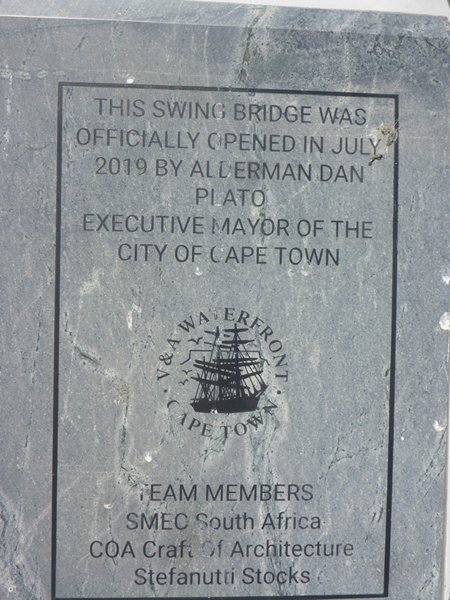 THIS SWING BRIDGE WAS
OFFICIALLY OPENED IN JULY
2019 BY ALDERMAN DAN
PLATO
EXECUTIVE MAYOR OF THE
CITY OF CAPE TOWN
· V&A WATERFRONT ·
CAPE TOWN
TEAM MEMBERS
SMEC South Africa
COA Craft Of Architecture
Stefanutti Stocks